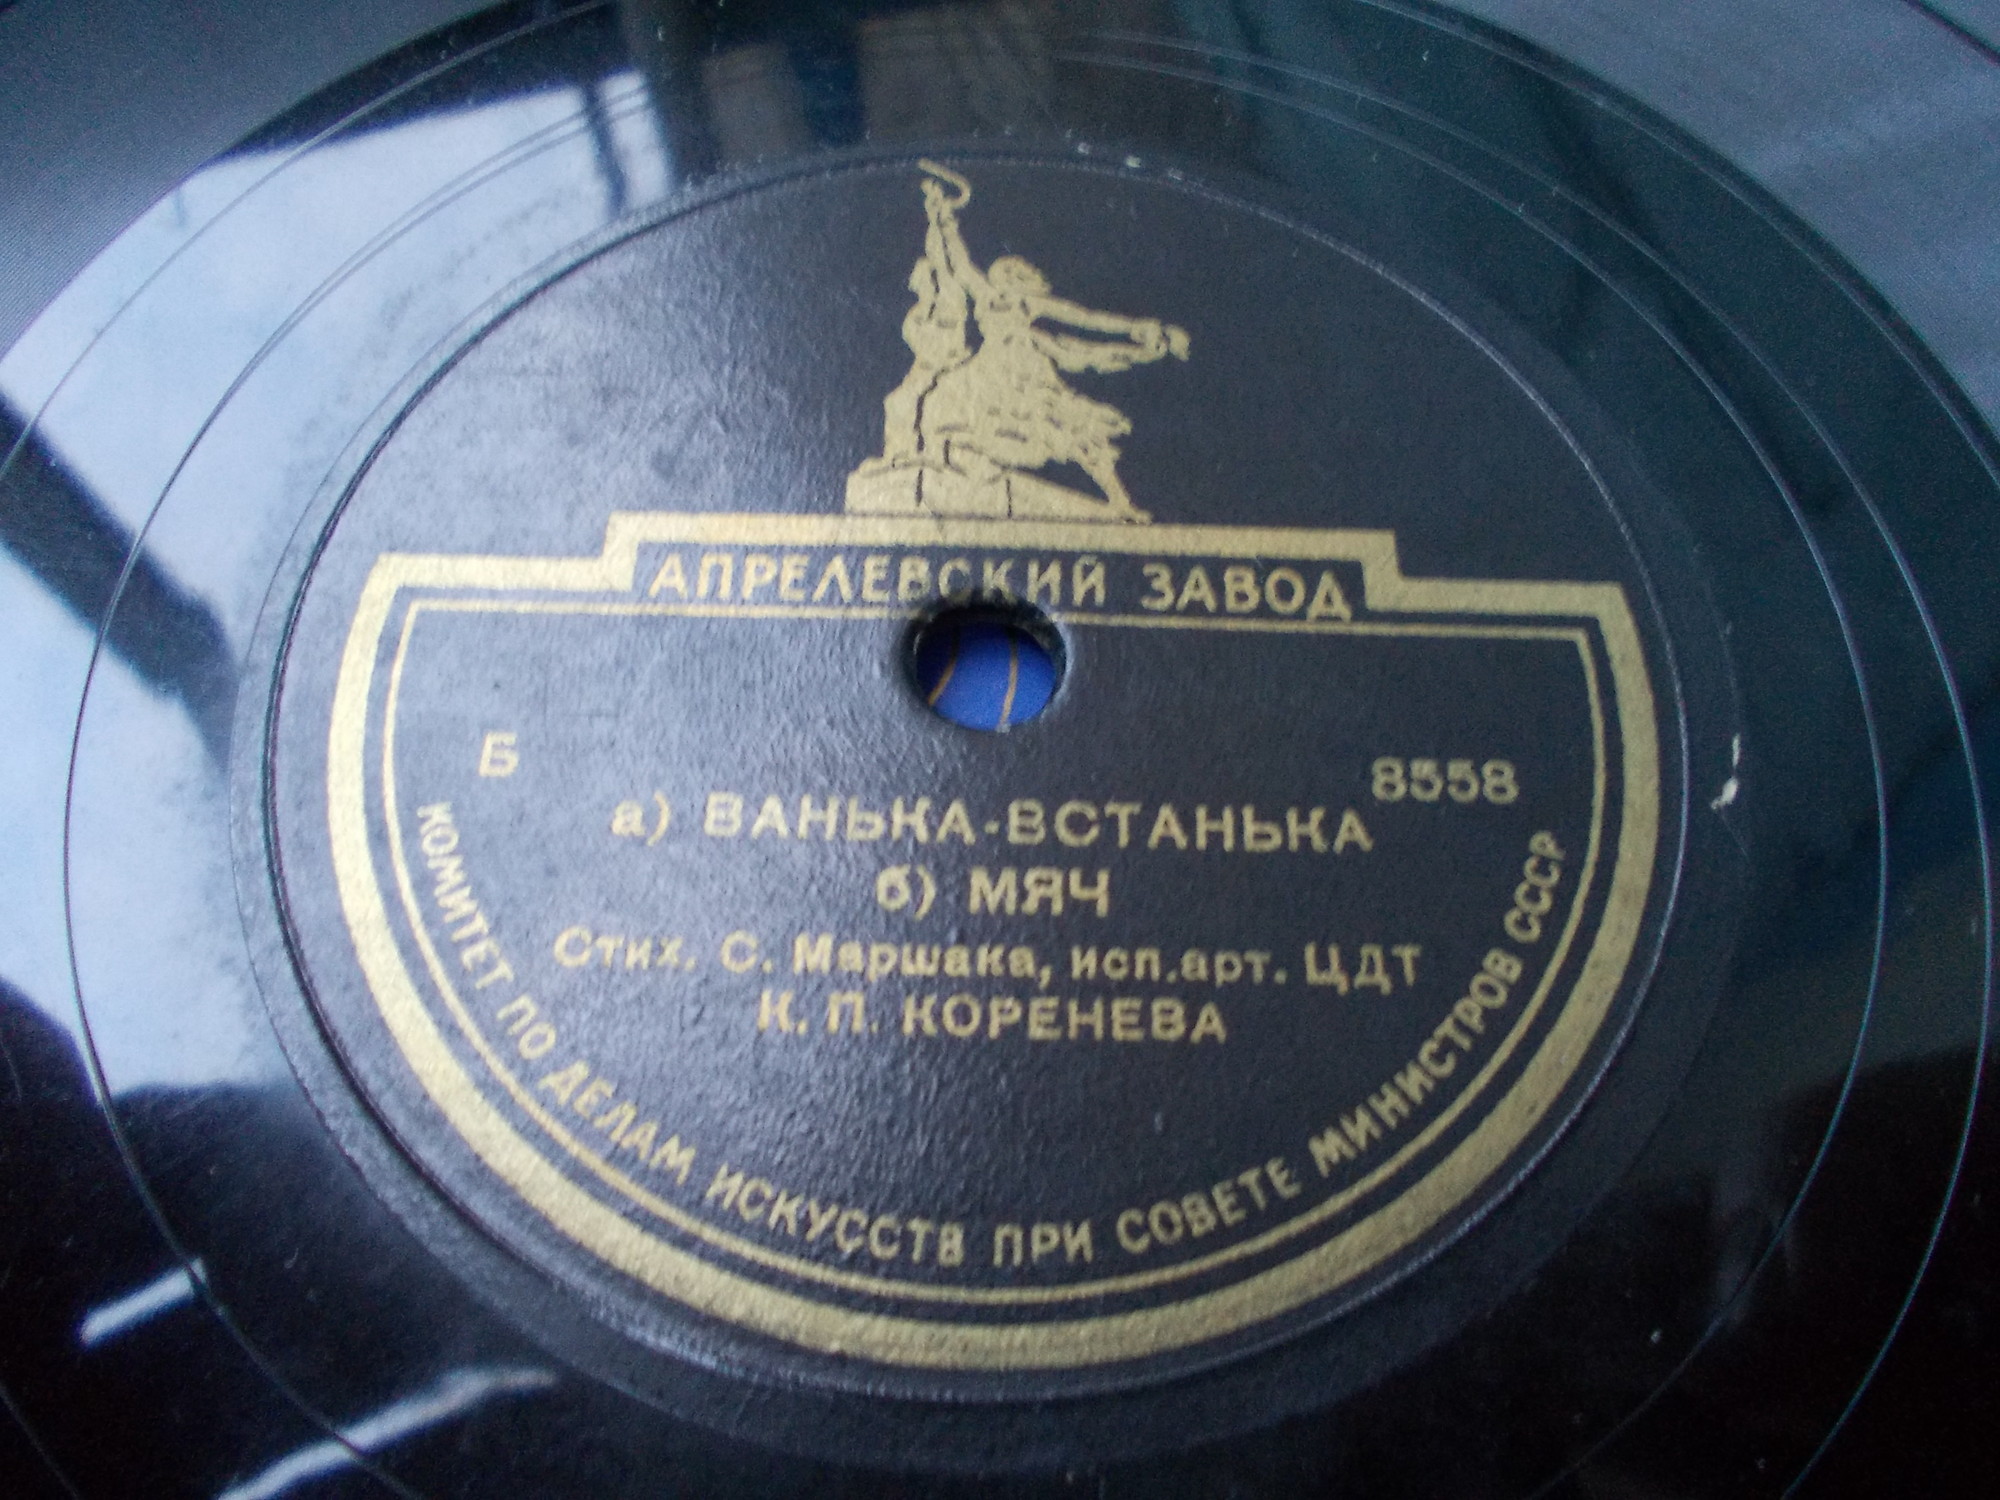 АПРЕЛЕВСКИЙ ЗАВОД
Б 8558
а) ВАНЬКА-ВСТАНЬКА
б) МЯЧ
Стих. С. Маршака, исп.арт. ЦДТ
К. П. КОРЕНЕВА
КОМИТЕТ ПО ДЕЛАМ ИСКУССТВ ПРИ СОВЕТЕ МИНИСТРОВ СССР